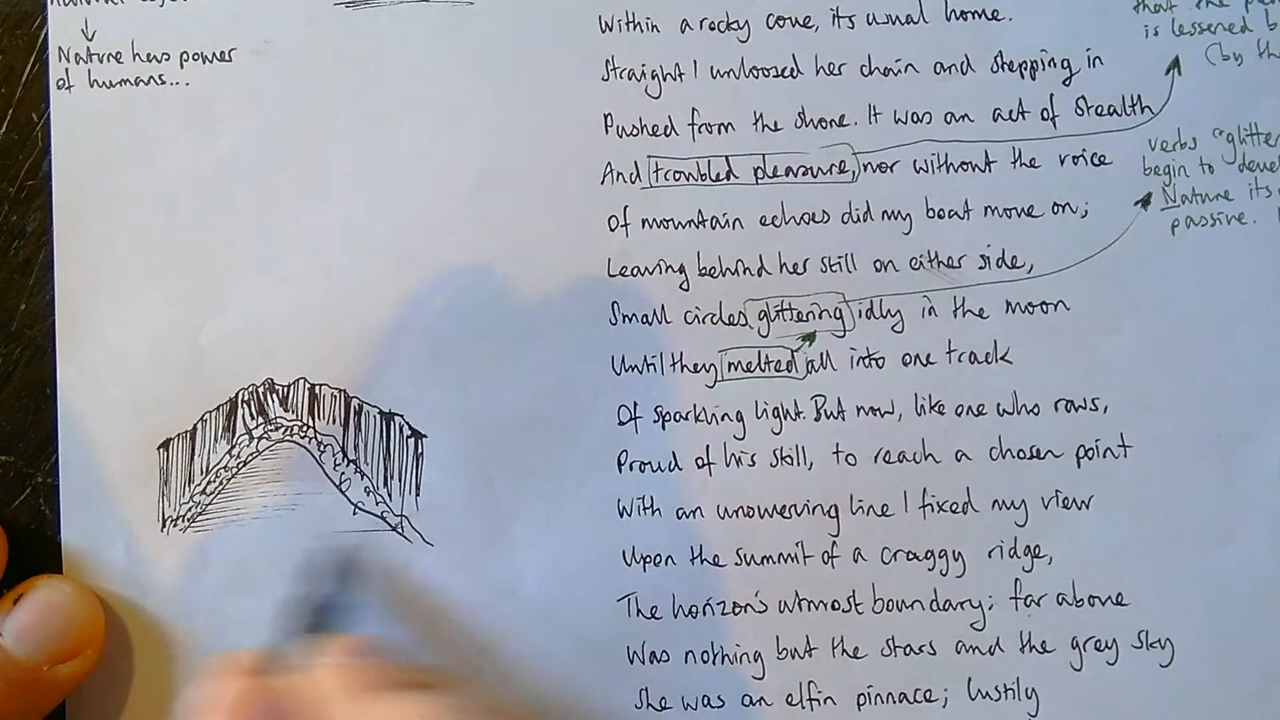 Nature has power
of humans...
Within a rocky cove, its usual home.
Straight I unloosed her chain and stepping in
Pushed from the shore. It was an act of stealth
And troubled pleasure, nor without the voice
Of mountain echoes did my boat move on;
Leaving behind her still on either side,
Small circles glittering idly in the moon
Until they melted all into one track
Of sparkling light. But now, like one who rows,
Proud of his skill, to reach a chosen point
With an unswerving line I fixed my view
Upon the summit of a craggy ridge,
The horizon's utmost boundary; far above
Was nothing but the stars and the grey sky
She was an elfin pinnace; lustily
that the
is lessened b
(by th
verbs "glitter
begin to deve
Nature its
passive.